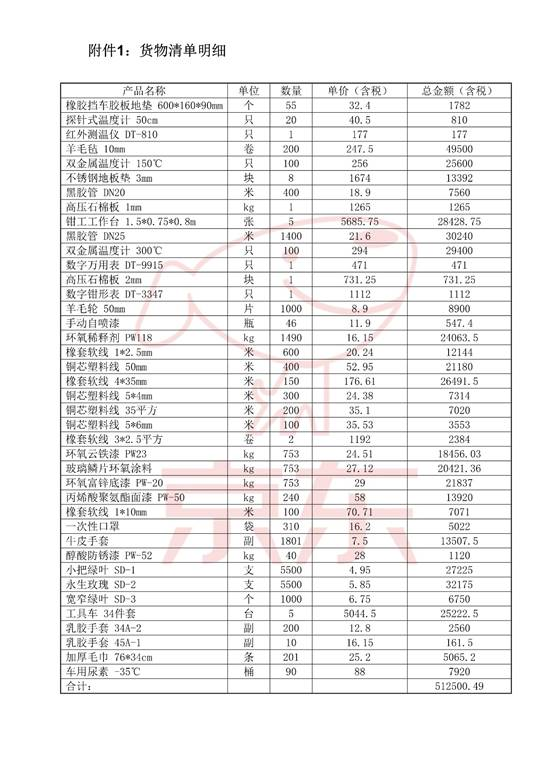 附件1：货物清单明细
产品名称 单位 数量 单价（含税） 总金额（含税）
橡胶挡车胶板地垫 600*160*90mm 个 55 32.4 1782
探针式温度计 50cm 只 20 40.5 810
红外测温仪 DT-810 只 1 177 177
羊毛毡 10mm 卷 200 247.5 49500
双金属温度计 150℃ 只 100 256 25600
不锈钢地板垫 3mm 块 8 1674 13392
黑胶管 DN20 米 400 18.9 7560
高压石棉板 1mm kg 1 1265 1265
钳工工作台 1.5*0.75*0.8m 张 5 5685.75 28428.75
黑胶管 DN25 米 1400 21.6 30240
双金属温度计 300℃ 只 100 294 29400
数字万用表 DT-9915 只 1 471 471
高压石棉板 2mm 块 1 731.25 731.25
数字钳形表 DT-3347 只 1 1112 1112
羊毛轮 50mm 片 1000 8.9 8900
手动自喷漆 瓶 46 11.9 547.4
环氧稀释剂 PW118 kg 1490 16.15 24063.5
橡套软线 1*2.5mm 米 600 20.24 12144
铜芯塑料线 50mm 米 400 52.95 21180
橡套软线 4*35mm 米 150 176.61 26491.5
铜芯塑料线 5*4mm 米 300 24.38 7314
铜芯塑料线 35平方 米 200 35.1 7020
铜芯塑料线 5*6mm 米 100 35.53 3553
橡套软线 3*2.5平方 卷 2 1192 2384
环氧云铁漆 PW23 kg 753 24.51 18456.03
玻璃鳞片环氧涂料 kg 753 27.12 20421.36
环氧富锌底漆 PW-20 kg 753 29 21837
丙烯酸聚氨酯面漆 PW-50 kg 240 58 13920
橡套软线 1*10mm 米 100 70.71 7071
一次性口罩 袋 310 16.2 5022
牛皮手套 副 1801 7.5 13507.5
醇酸防锈漆 PW-52 kg 40 28 1120
小把绿叶 SD-1 支 5500 4.95 27225
永生玫瑰 SD-2 支 5500 5.85 32175
宽窄绿叶 SD-3 个 1000 6.75 6750
工具车 34件套 台 5 5044.5 25222.5
乳胶手套 34A-2 副 200 12.8 2560
乳胶手套 45A-1 副 10 16.15 161.5
加厚毛巾 76*34cm 条 201 25.2 5065.2
车用尿素 -35℃ 桶 90 88 7920
合计： 512500.49
京东